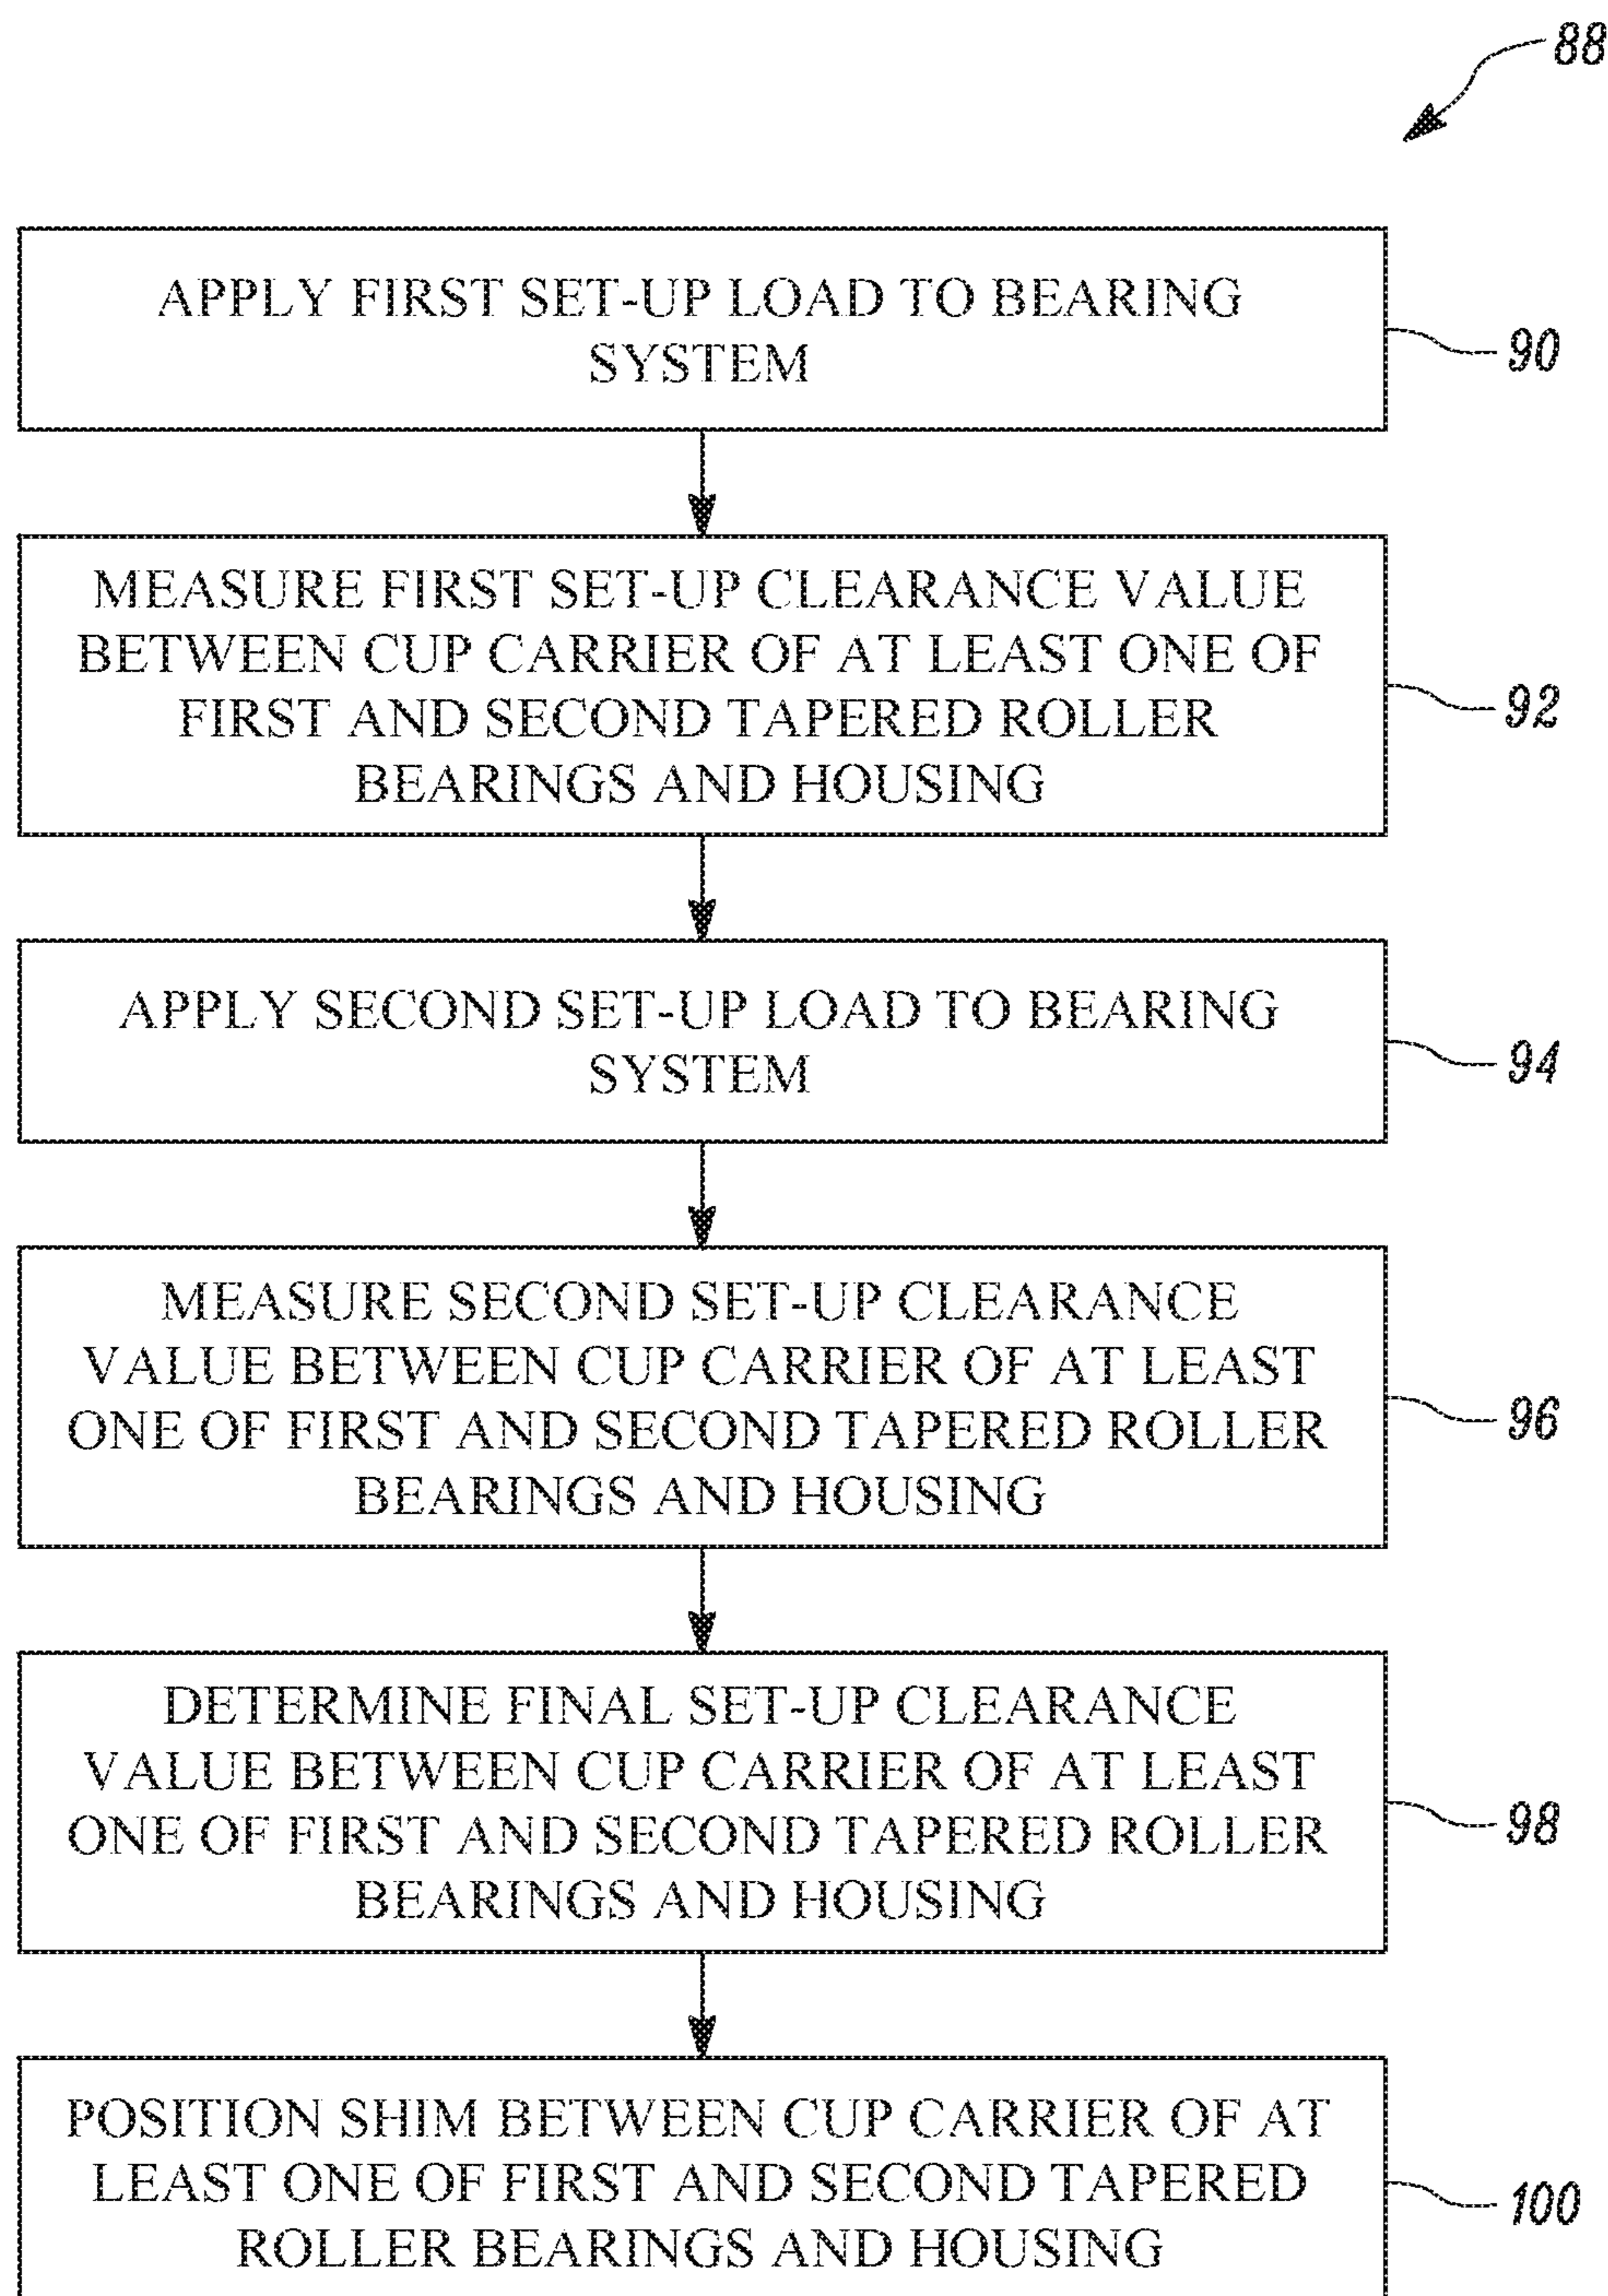 88
APPLY FIRST SET-UP LOAD TO BEARING
SYSTEM
90
MEASURE FIRST SET-UP CLEARANCE VALUE
BETWEEN CUP CARRIER OF AT LEAST ONE OF
FIRST AND SECOND TAPERED ROLLER
BEARINGS AND HOUSING
92
APPLY SECOND SET-UP LOAD TO BEARING
SYSTEM
94
MEASURE SECOND SET-UP CLEARANCE
VALUE BETWEEN CUP CARRIER OF AT LEAST
ONE OF FIRST AND SECOND TAPERED ROLLER
BEARINGS AND HOUSING
96
DETERMINE FINAL SET-UP CLEARANCE
VALUE BETWEEN CUP CARRIER OF AT LEAST
ONE OF FIRST AND SECOND TAPERED ROLLER
BEARINGS AND HOUSING
98
POSITION SHIM BETWEEN CUP CARRIER OF AT
LEAST ONE OF FIRST AND SECOND TAPERED
ROLLER BEARINGS AND HOUSING
100